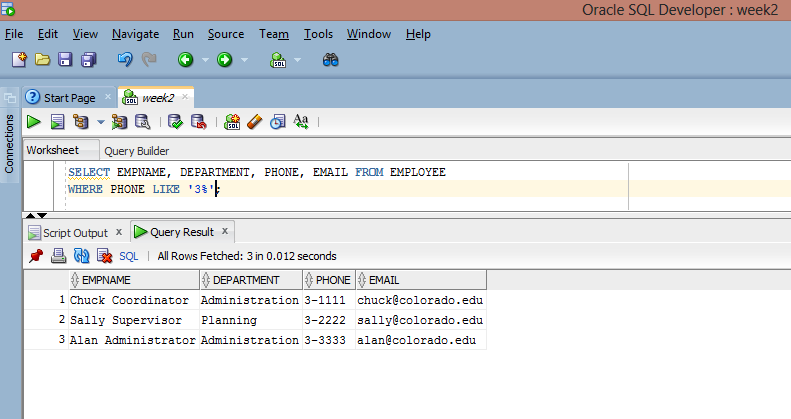 Oracle SQL Developer : week2
File Edit View Navigate Run Source Team Tools Window Help
SQL
Connections
Start Page × week2 ×
SQL Aa
Worksheet Query Builder
SELECT EMPNAME, DEPARTMENT, PHONE, EMAIL FROM EMPLOYEE
WHERE PHONE LIKE '3%';
Script Output x Query Result x
SQL | All Rows Fetched: 3 in 0.012 seconds
EMPNAME DEPARTMENT PHONE EMAIL
1 Chuck Coordinator Administration 3-1111 chuck@colorado.edu
2 Sally Supervisor Planning 3-2222 sally@colorado.edu
3 Alan Administrator Administration 3-3333 alan@colorado.edu